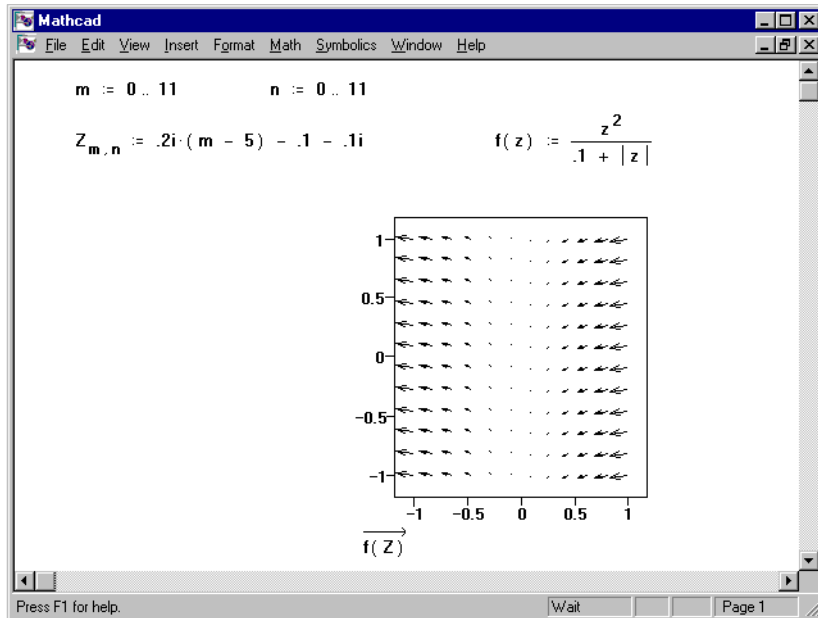 Mathcad
File Edit View Insert Format Math Symbolics Window Help
m := 0 .. 11 n := 0 .. 11
Z m , n := .2i·( m − 5 ) − .1 − .1i f( z ) := z 2 / .1 + | z |
1
0.5
0
−0.5
−1
−1 −0.5 0 0.5 1
f( Z )
Press F1 for help. Wait Page 1